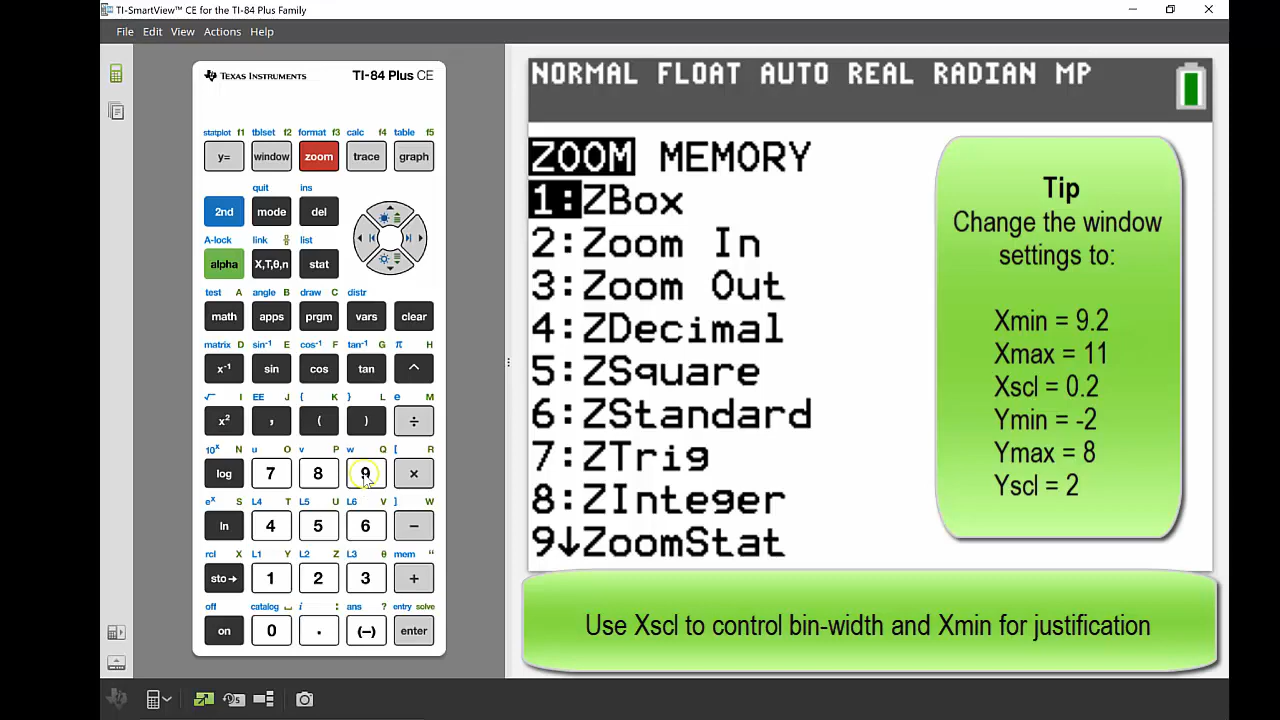 TI-SmartView™ CE for the TI-84 Plus Family
File Edit View Actions Help
TEXAS INSTRUMENTS TI-84 Plus CE
statplot f1 tblset f2 format f3 calc f4 table f5
y= window zoom trace graph
quit ins
2nd mode del
A-lock link list
alpha X,T,θ,n stat
test A angle B draw C distr
math apps prgm vars clear
matrix D sin⁻¹ E cos⁻¹ F tan⁻¹ G π H
x⁻¹ sin cos tan ^
√ I EE J { K } L e M
x² , ( ) ÷
10ˣ N u O v P w Q [ R
log 7 8 9 ×
eˣ S L4 T L5 U L6 V ] W
ln 4 5 6 −
rcl X L1 Y L2 Z L3 θ mem "
sto→ 1 2 3 +
off catalog ⎵ i : ans ? entry solve
on 0 . (−) enter
NORMAL FLOAT AUTO REAL RADIAN MP
ZOOM MEMORY
1:ZBox
2:Zoom In
3:Zoom Out
4:ZDecimal
5:ZSquare
6:ZStandard
7:ZTrig
8:ZInteger
9↓ZoomStat
Tip
Change the window
settings to:
Xmin = 9.2
Xmax = 11
Xscl = 0.2
Ymin = -2
Ymax = 8
Yscl = 2
Use Xscl to control bin-width and Xmin for justification